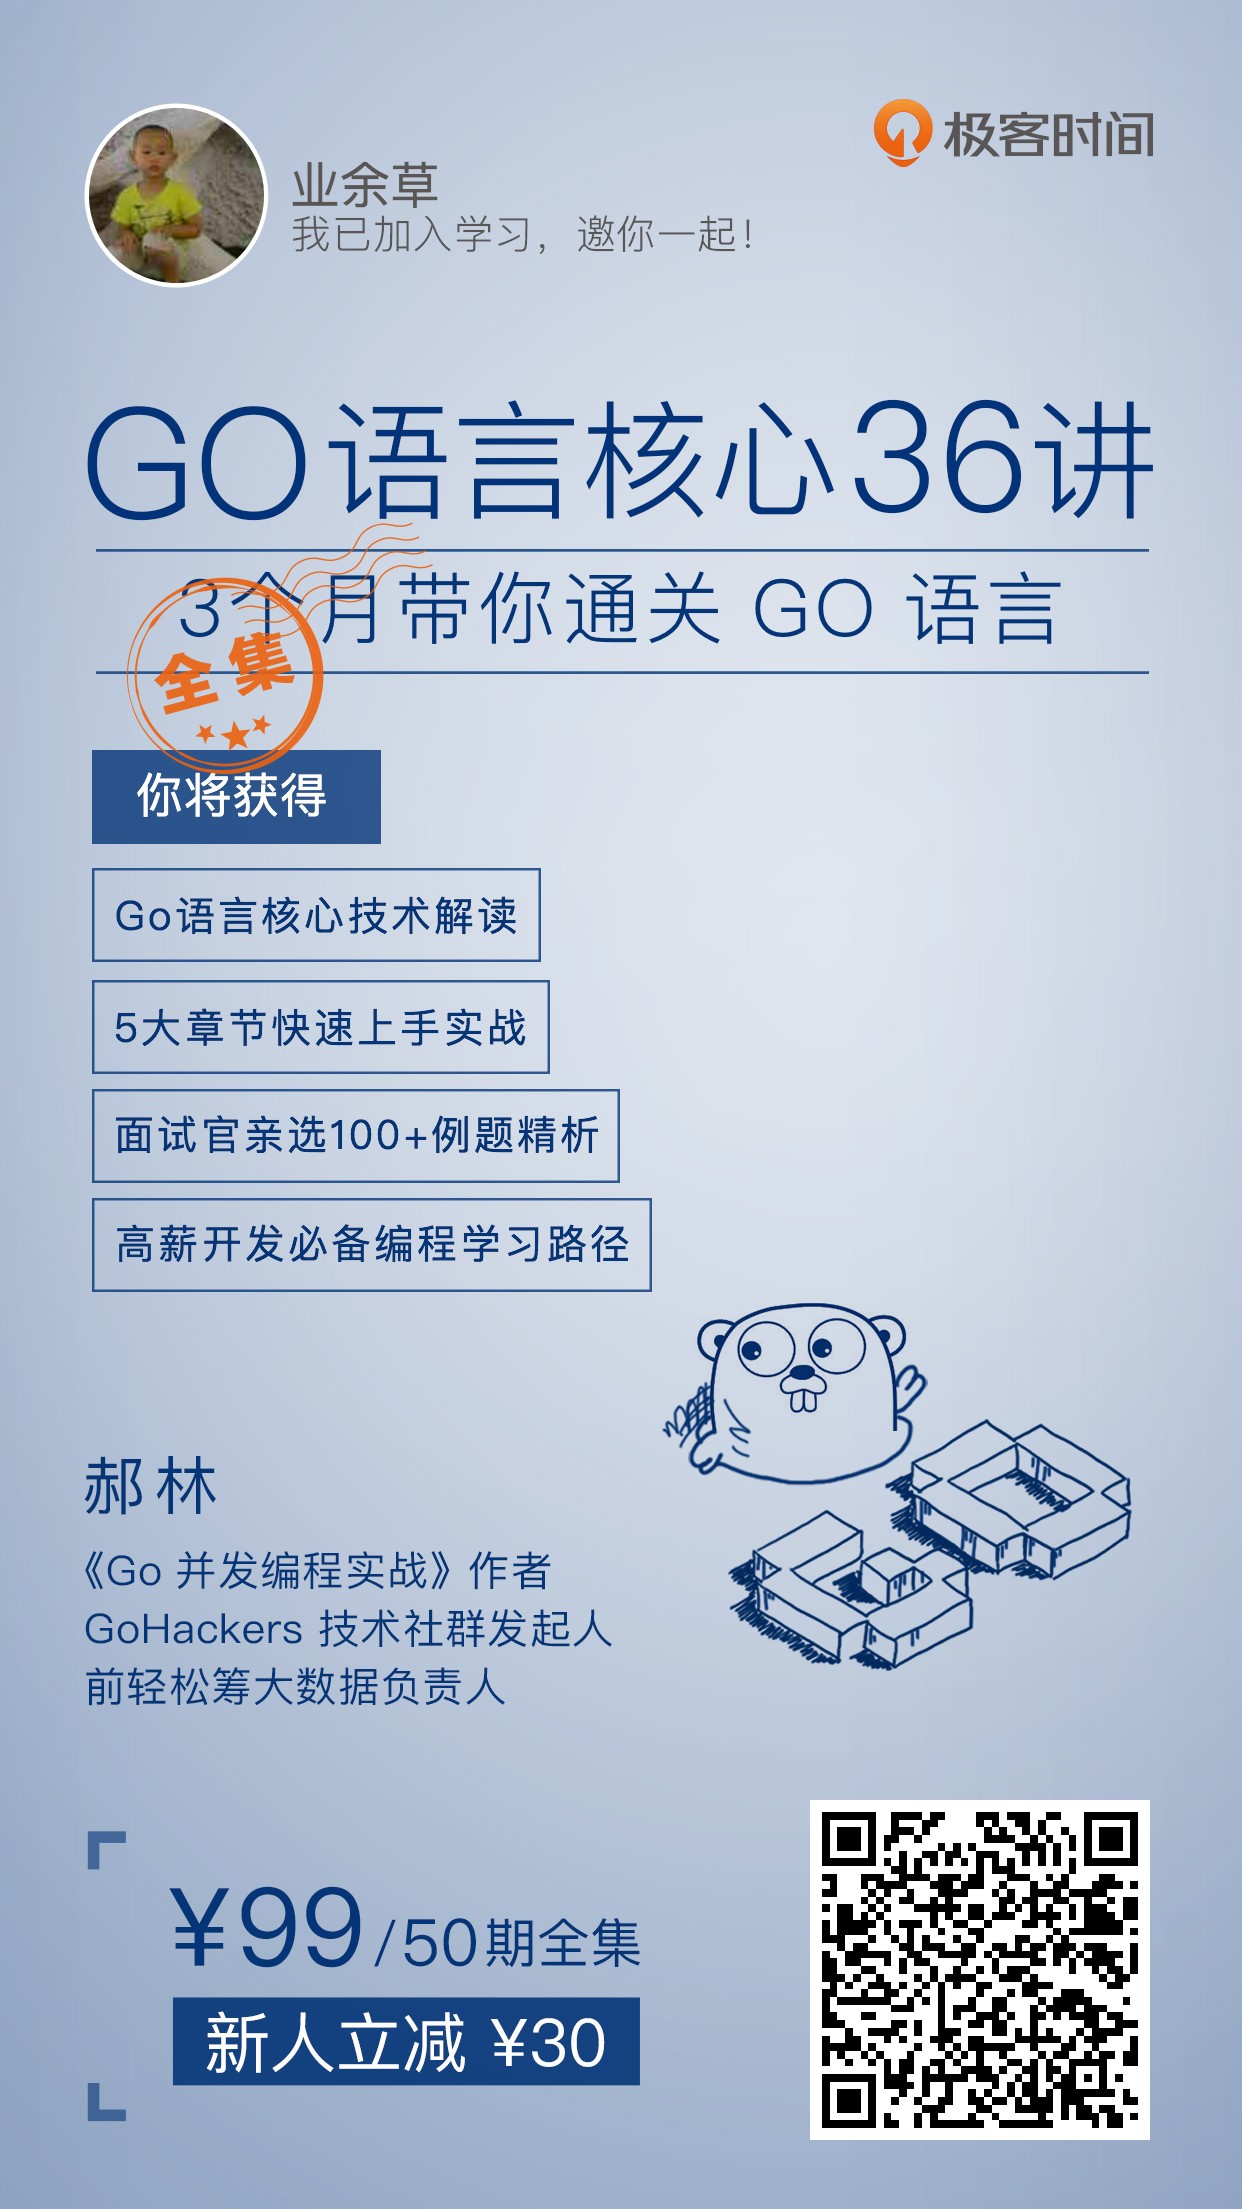 极客时间
业余草
我已加入学习，邀你一起！
GO语言核心36讲
3个月带你通关 GO 语言
全集
你将获得
Go语言核心技术解读
5大章节快速上手实战
面试官亲选100+例题精析
高薪开发必备编程学习路径
郝林
《Go 并发编程实战》作者
GoHackers 技术社群发起人
前轻松筹大数据负责人
¥99/50期全集
新人立减 ¥30